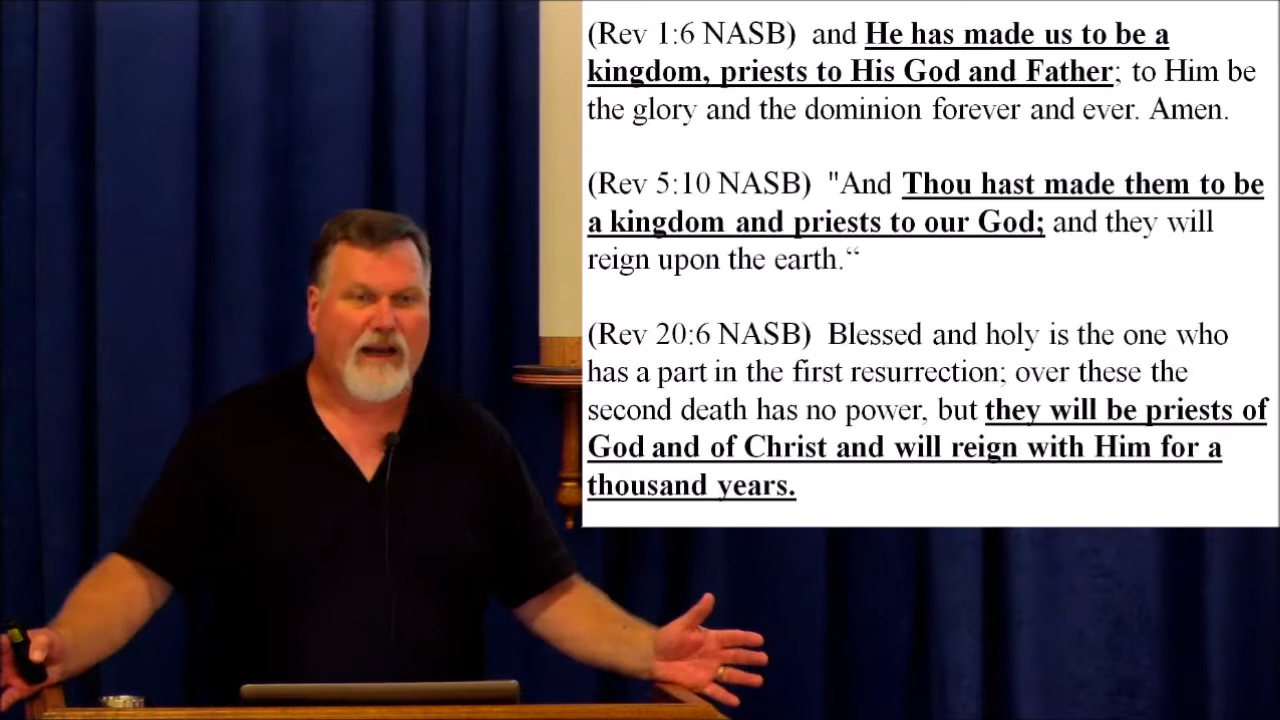 (Rev 1:6 NASB)  and He has made us to be a
kingdom, priests to His God and Father; to Him be
the glory and the dominion forever and ever. Amen.
(Rev 5:10 NASB)  "And Thou hast made them to be
a kingdom and priests to our God; and they will
reign upon the earth.“
(Rev 20:6 NASB)  Blessed and holy is the one who
has a part in the first resurrection; over these the
second death has no power, but they will be priests of
God and of Christ and will reign with Him for a
thousand years.